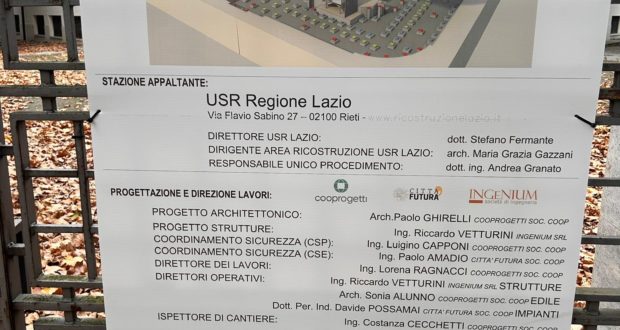 STAZIONE APPALTANTE:
USR Regione Lazio
Via Flavio Sabino 27 – 02100 Rieti - www.ricostruzionelazio.it
DIRETTORE USR LAZIO: dott. Stefano Fermante
DIRIGENTE AREA RICOSTRUZIONE USR LAZIO: arch. Maria Grazia Gazzani
RESPONSABILE UNICO PROCEDIMENTO: dott. ing. Andrea Granato
PROGETTAZIONE E DIREZIONE LAVORI: cooprogetti CITTÀ FUTURA INGENIUM società di ingegneria
PROGETTO ARCHITETTONICO: Arch.Paolo GHIRELLI COOPROGETTI SOC. COOP
PROGETTO STRUTTURE: Ing. Riccardo VETTURINI INGENIUM SRL
COORDINAMENTO SICUREZZA (CSP): Ing. Luigino CAPPONI COOPROGETTI SOC. COOP
COORDINAMENTO SICUREZZA (CSE): Ing. Paolo AMADIO CITTA' FUTURA SOC. COOP
DIRETTORE DEI LAVORI: Ing. Lorena RAGNACCI COOPROGETTI SOC. COOP
DIRETTORI OPERATIVI: Ing. Riccardo VETTURINI INGENIUM SRL STRUTTURE
Arch. Sonia ALUNNO COOPROGETTI SOC. COOP EDILE
Dott. Per. Ind. Davide POSSAMAI CITTA' FUTURA SOC. COOP IMPIANTI
ISPETTORE DI CANTIERE: Ing. Costanza CECCHETTI COOPROGETTI SOC. COOP